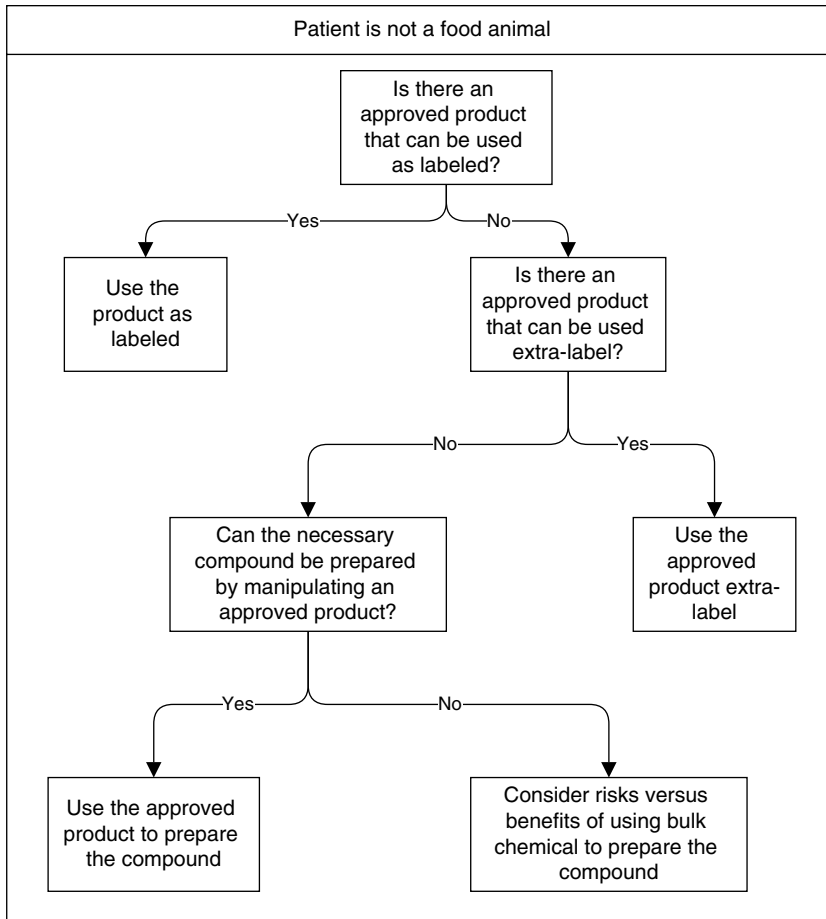 Patient is not a food animal
Is there an
approved product
that can be used
as labeled?
Yes
No
Use the
product as
labeled
Is there an
approved product
that can be used
extra-label?
No
Yes
Can the necessary
compound be prepared
by manipulating an
approved product?
Use the
approved
product extra-
label
Yes
No
Use the approved
product to prepare
the compound
Consider risks versus
benefits of using bulk
chemical to prepare the
compound